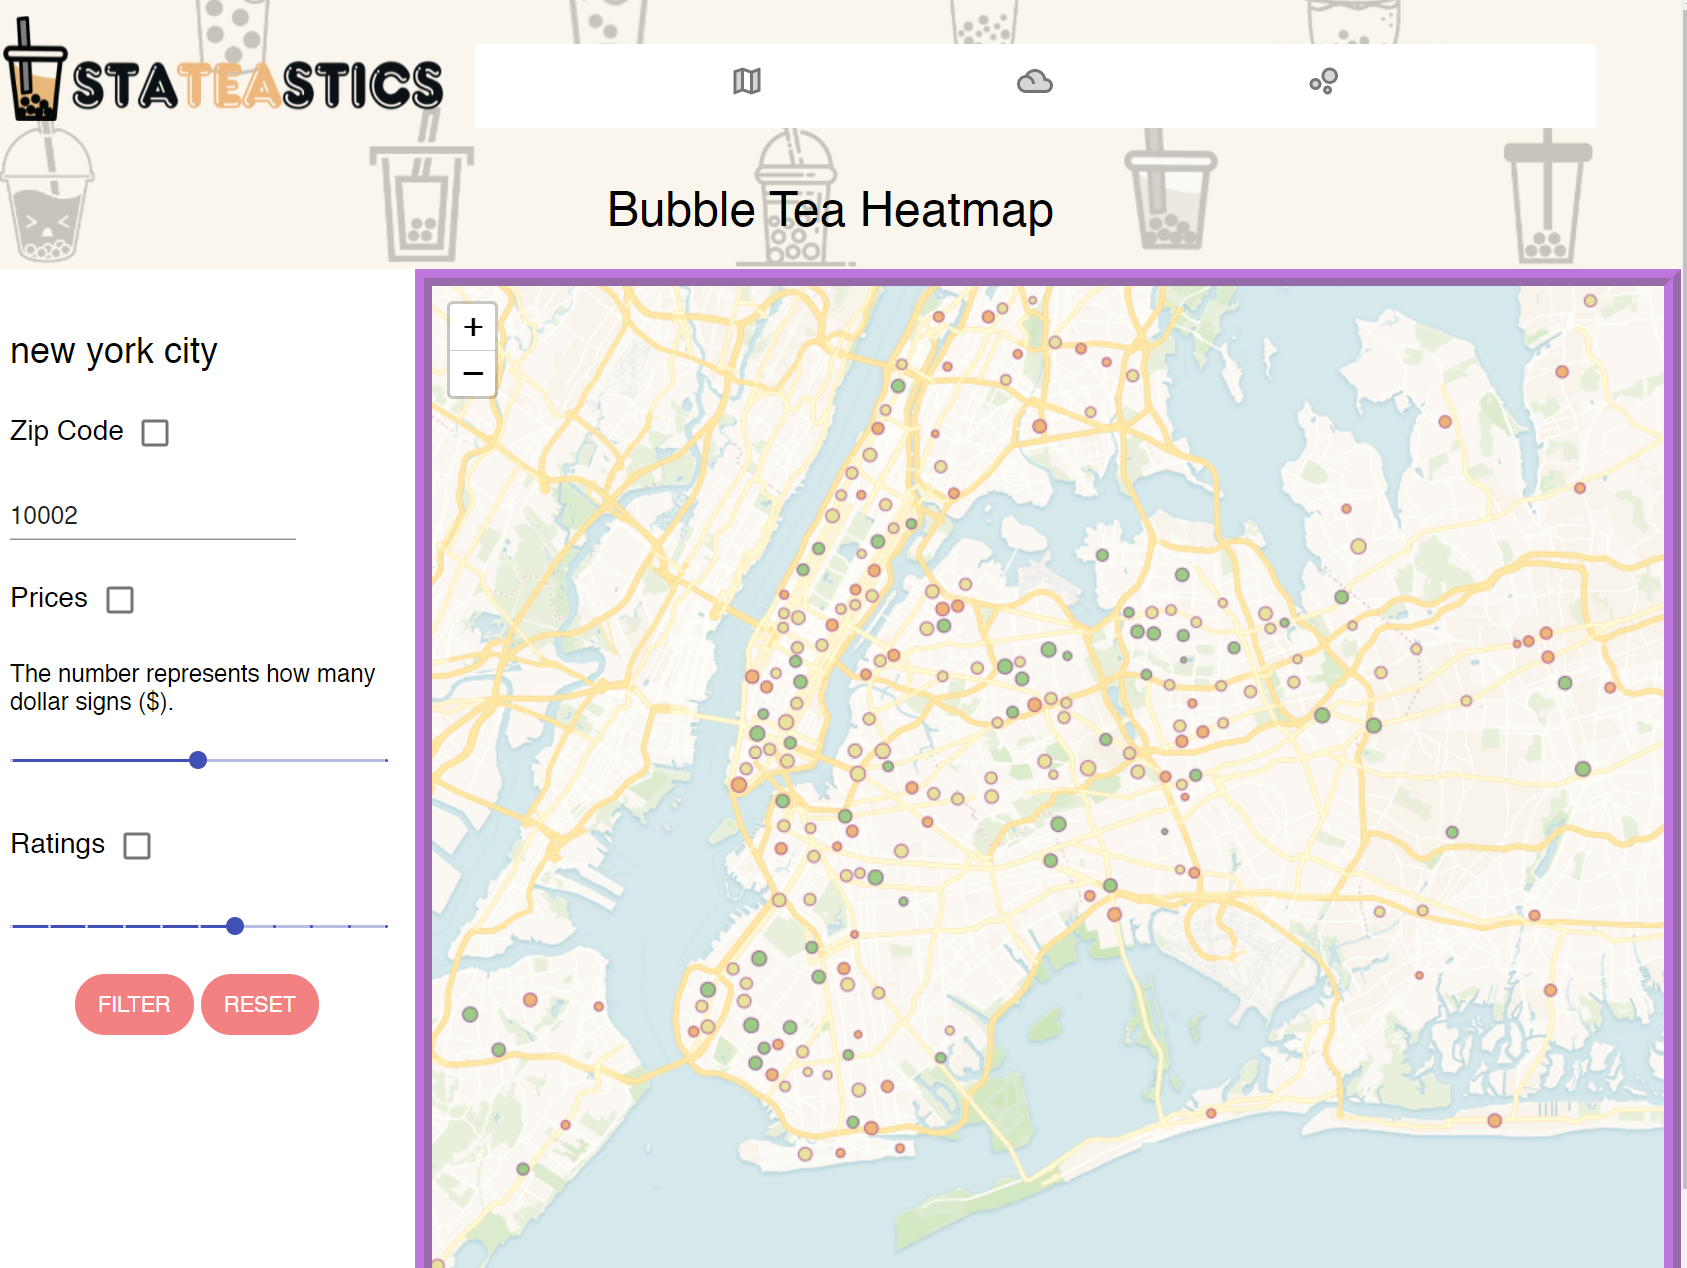 STATEASTICS
Bubble Tea Heatmap
+
−
new york city
Zip Code
10002
Prices
The number represents how many
dollar signs ($).
Ratings
FILTER RESET